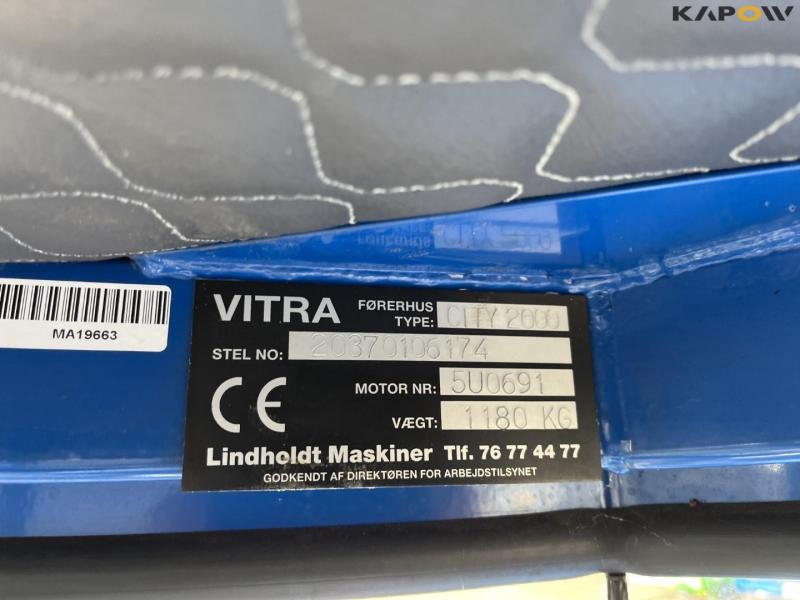 KAPOW
MA19663
VITRA
FØRERHUS
TYPE: CITY 2000
STEL NO: 20370106174
CE
MOTOR NR: 5U0691
VÆGT: 1180 KG
Lindholdt Maskiner Tlf. 76 77 44 77
GODKENDT AF DIREKTØREN FOR ARBEJDSTILSYNET